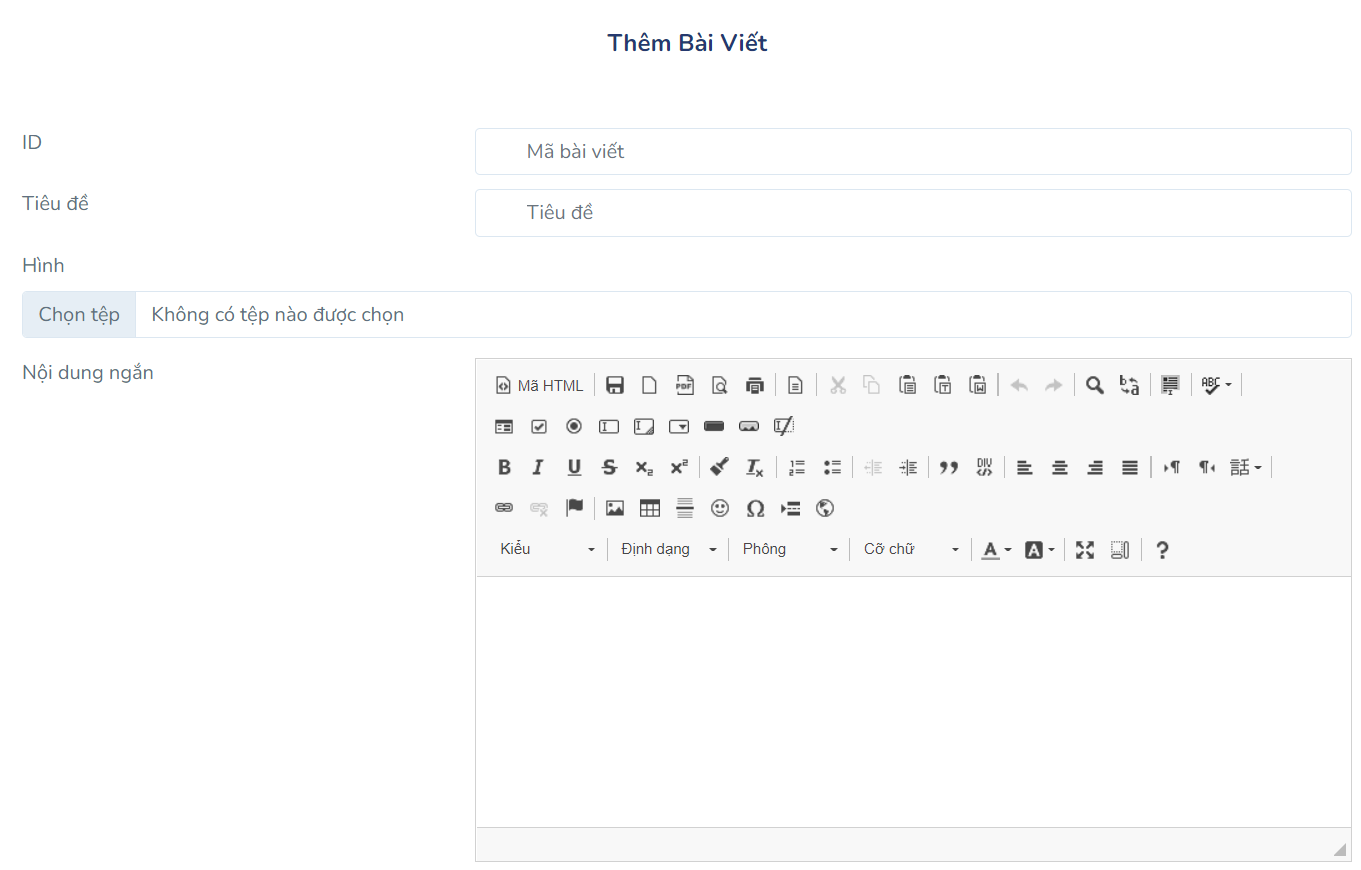 Thêm Bài Viết
ID
Mã bài viết
Tiêu đề
Tiêu đề
Hình
Chọn tệp Không có tệp nào được chọn
Nội dung ngắn
Mã HTML
Kiểu Định dạng Phông Cỡ chữ